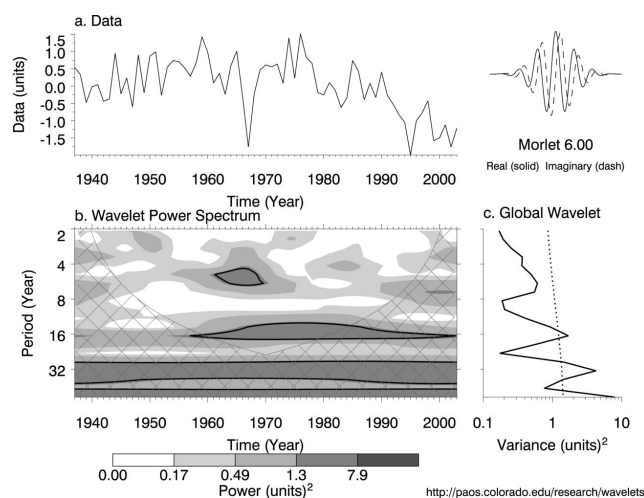 a. Data
Data (units)
1.5
1.0
0.5
0.0
-0.5
-1.0
-1.5
1940 1950 1960 1970 1980 1990 2000
Time (Year)
Morlet 6.00
Real (solid) Imaginary (dash)
b. Wavelet Power Spectrum
Period (Year)
2
4
8
16
32
1940 1950 1960 1970 1980 1990 2000
Time (Year)
0.00 0.17 0.49 1.3 7.9
Power (units)2
c. Global Wavelet
0.1 1 10
Variance (units)2
http://paos.colorado.edu/research/wavelets